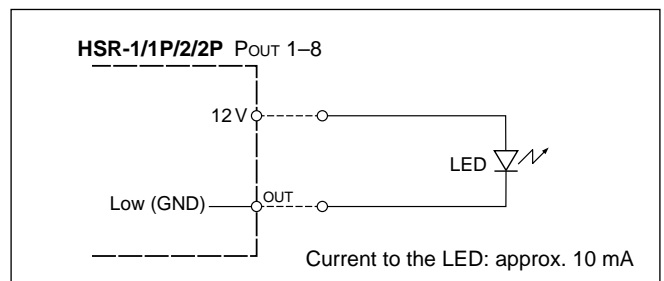 HSR-1/1P/2/2P POUT 1–8
12 V
LED
Low (GND)
OUT
Current to the LED: approx. 10 mA